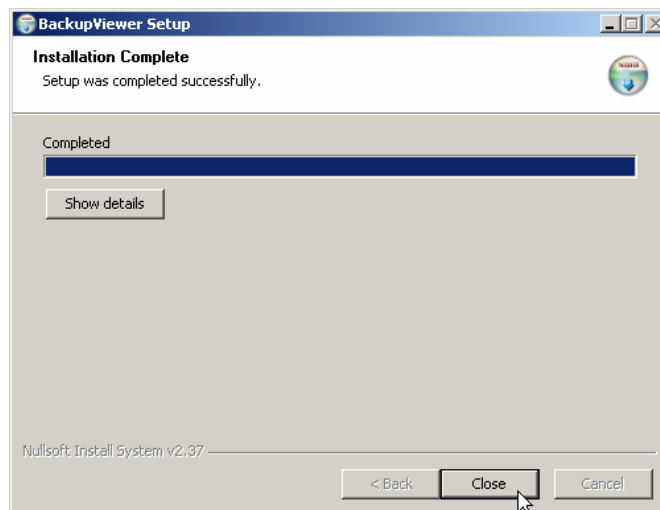 BackupViewer Setup
Installation Complete
Setup was completed successfully.
Completed
Show details
Nullsoft Install System v2.37
< Back
Close
Cancel